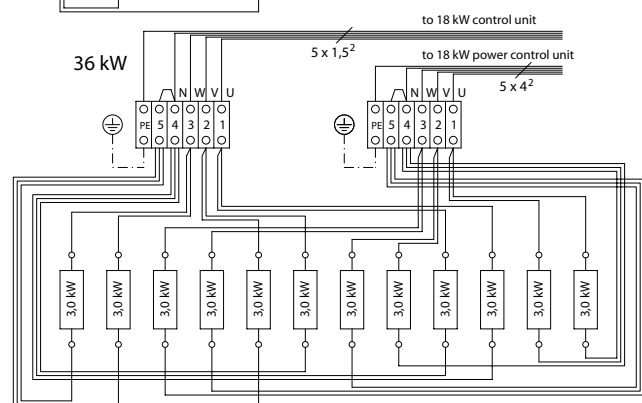 to 18 kW control unit
36 kW
5 x 1,5²
to 18 kW power control unit
5 x 4²
N W V U
N W V U
PE 5 4 3 2 1
PE 5 4 3 2 1
3,0 kW
3,0 kW
3,0 kW
3,0 kW
3,0 kW
3,0 kW
3,0 kW
3,0 kW
3,0 kW
3,0 kW
3,0 kW
3,0 kW